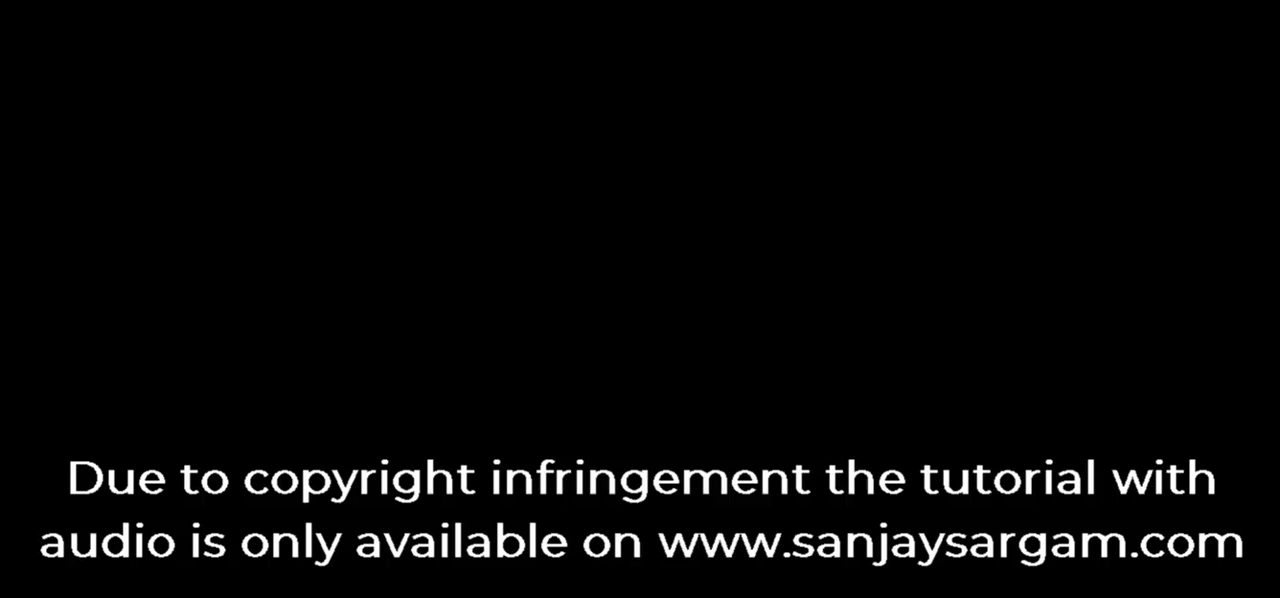 Due to copyright infringement the tutorial with
audio is only available on www.sanjaysargam.com